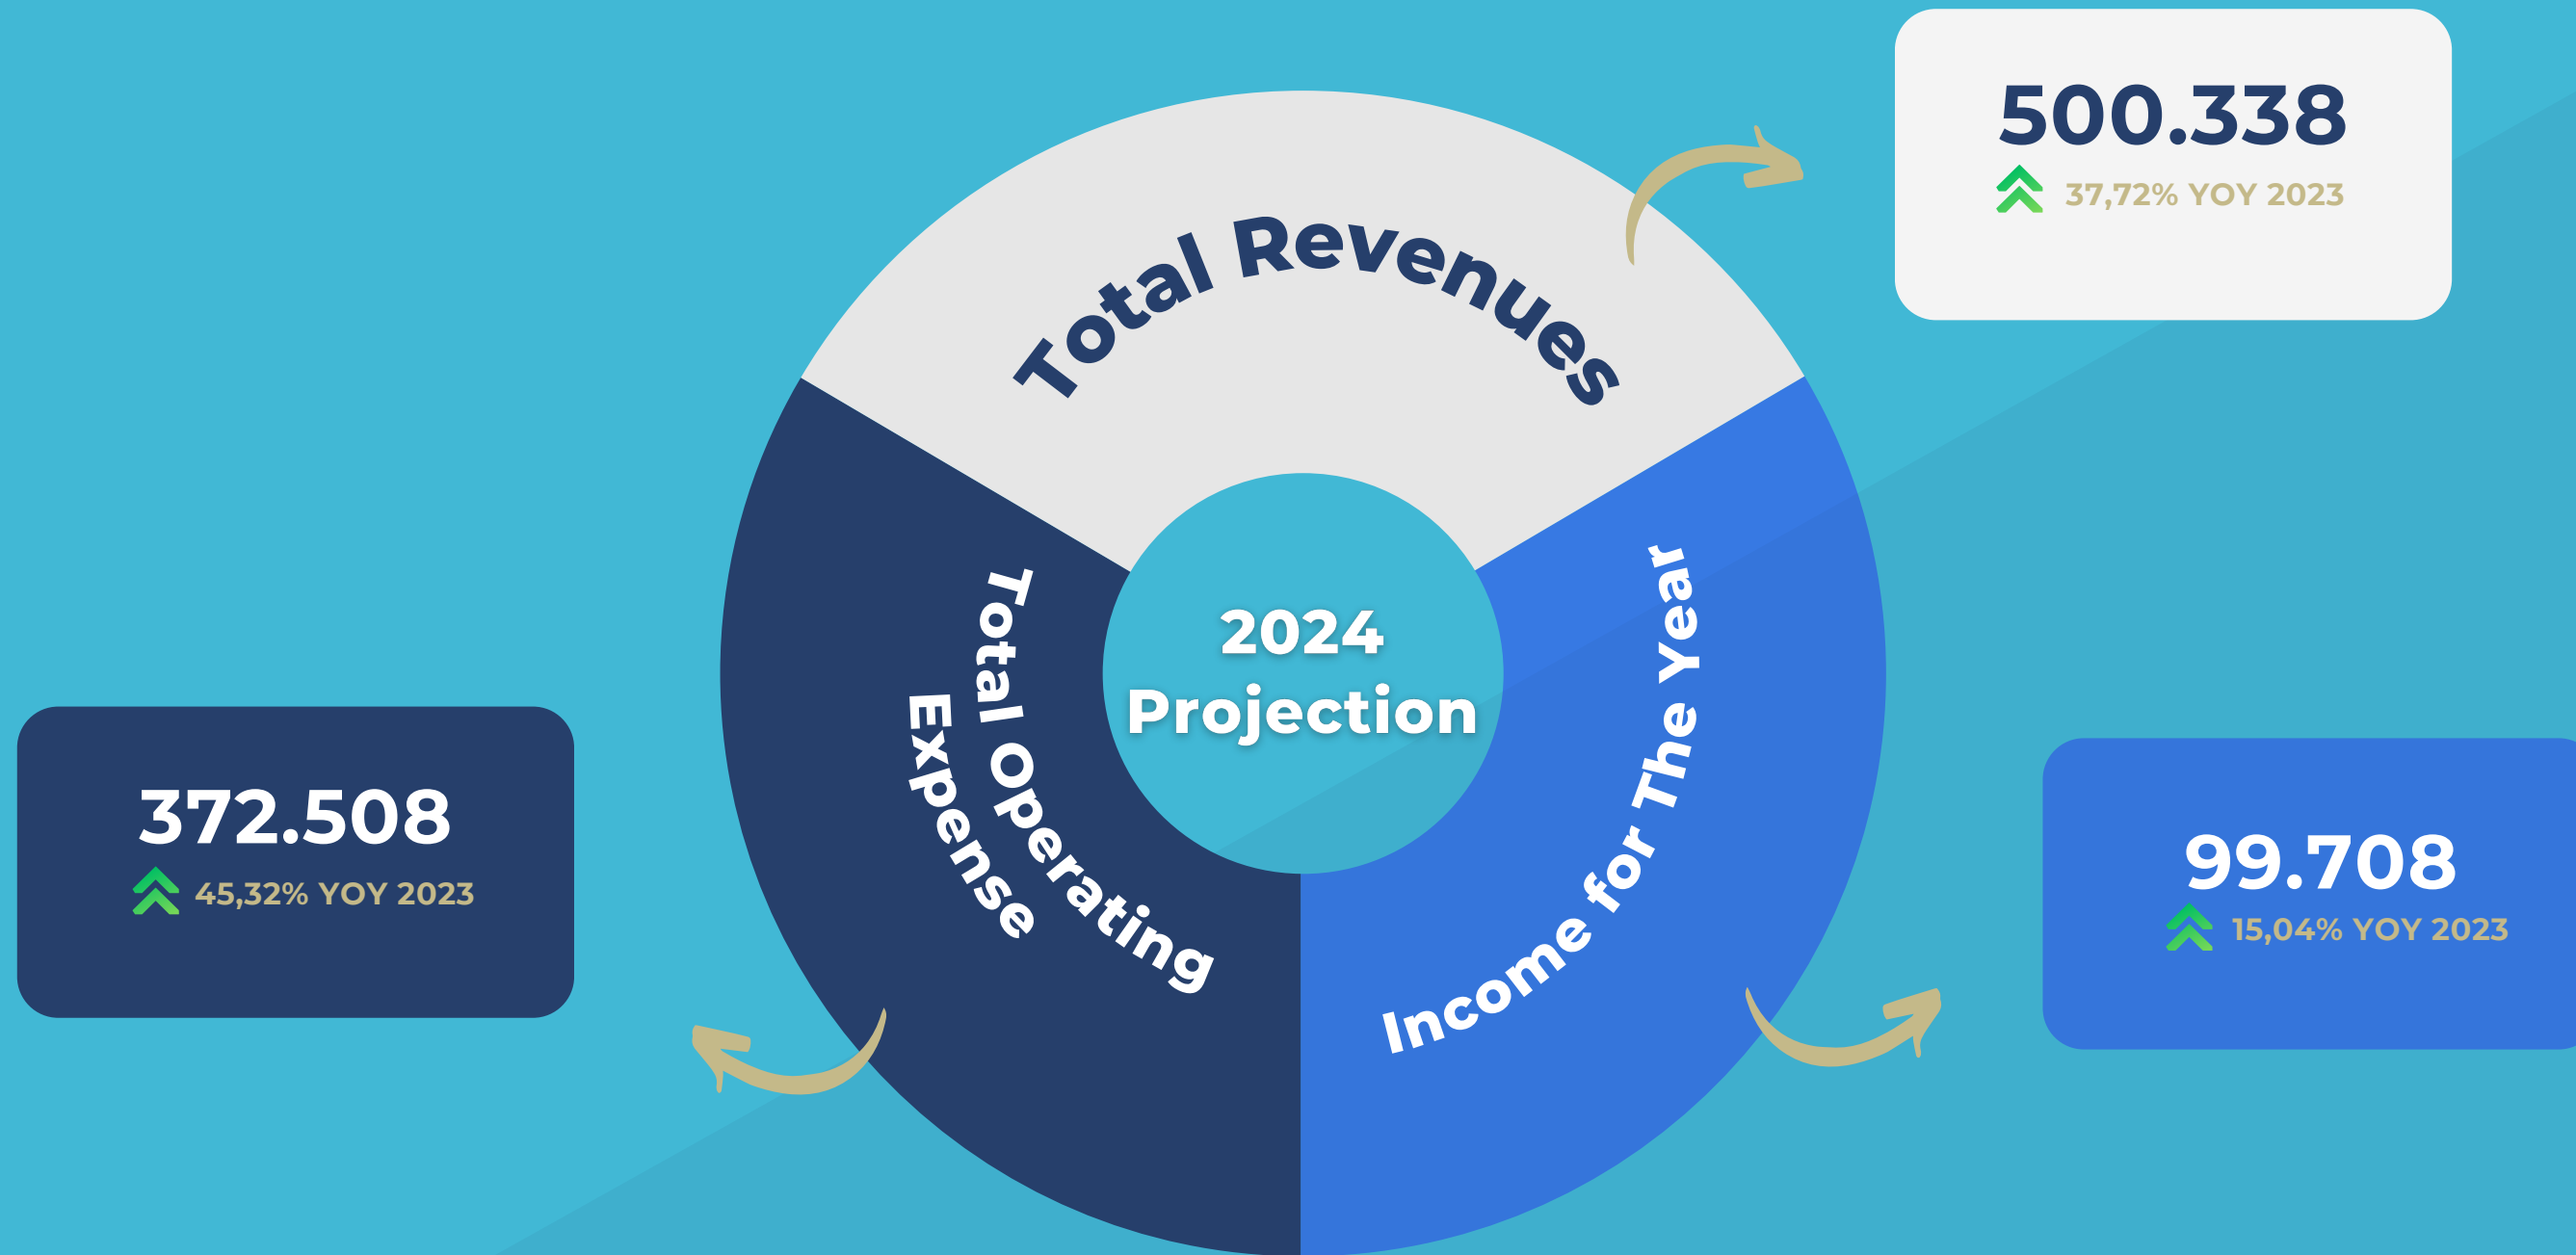 500.338
37,72% YOY 2023
Total Revenues
2024
Projection
Total Operating
Expense
Income for The Year
372.508
45,32% YOY 2023
99.708
15,04% YOY 2023